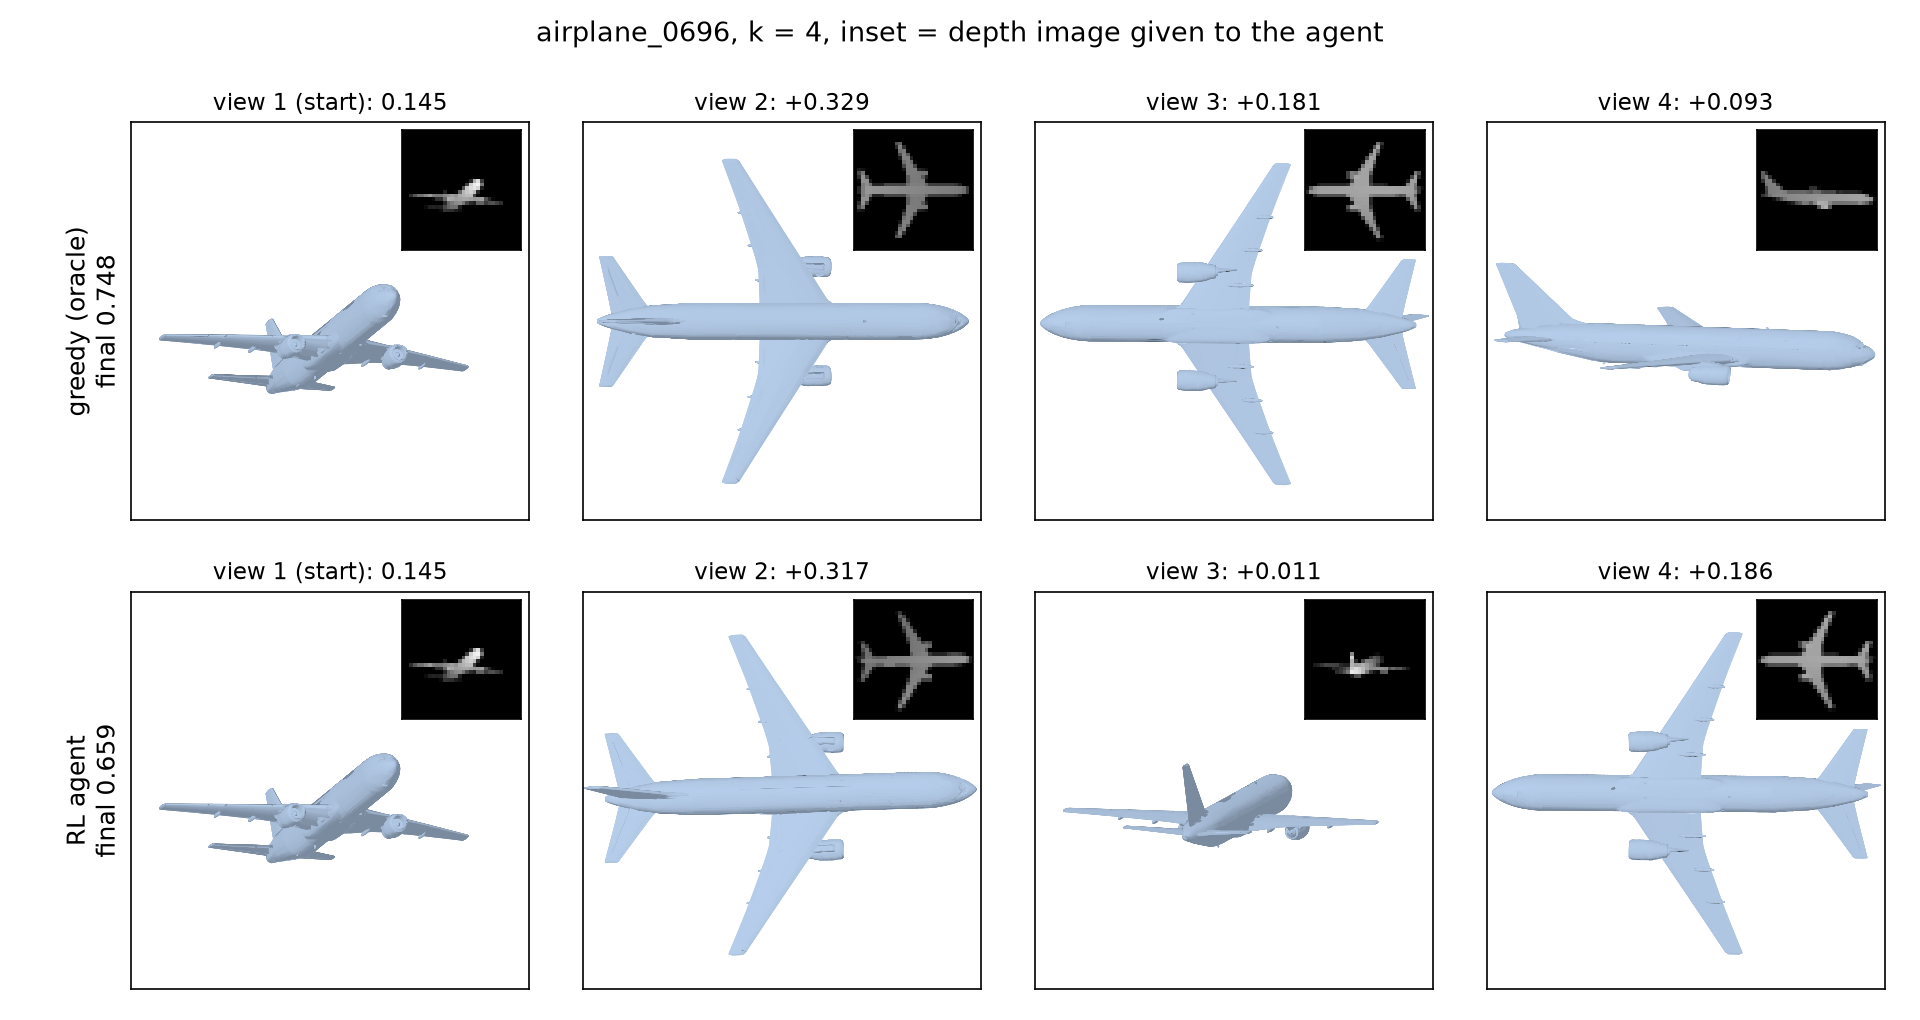 airplane_0696, k = 4, inset = depth image given to the agent
view 1 (start): 0.145
view 2: +0.329
view 3: +0.181
view 4: +0.093
greedy (oracle)
final 0.748
view 1 (start): 0.145
view 2: +0.317
view 3: +0.011
view 4: +0.186
RL agent
final 0.659